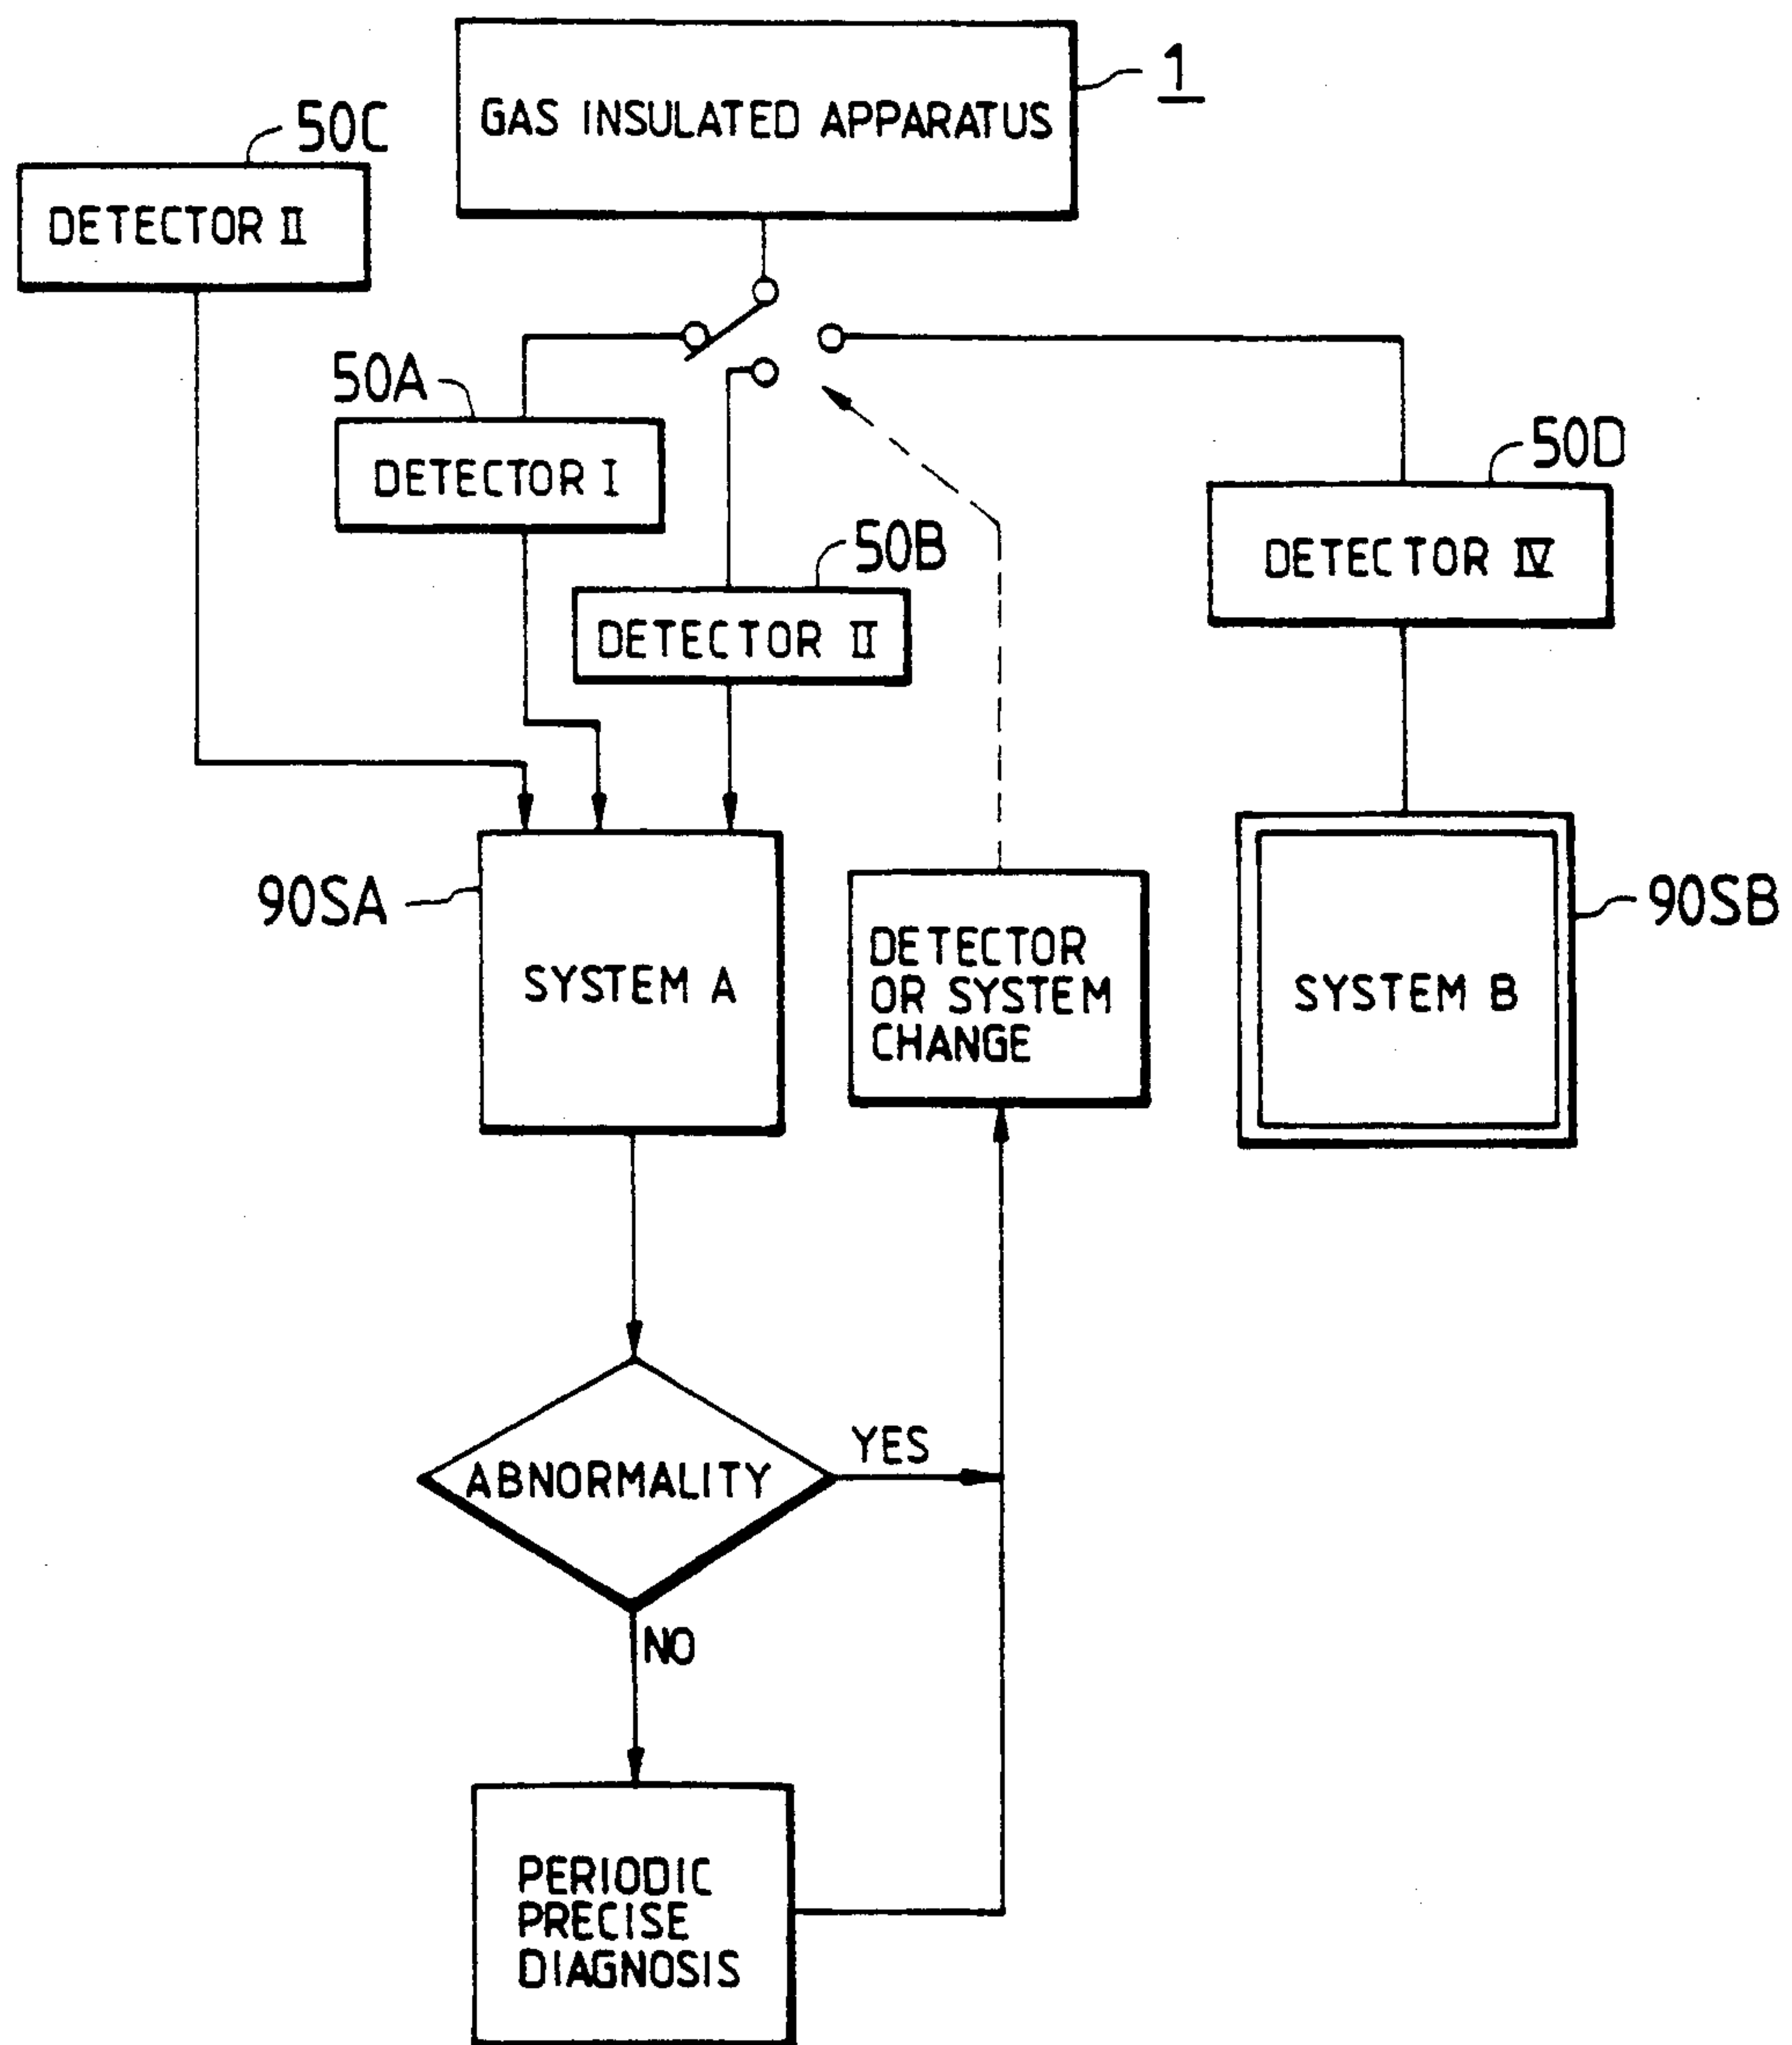 1
GAS INSULATED APPARATUS
50C
DETECTOR II
50A
DETECTOR I
50B
DETECTOR II
50D
DETECTOR IV
90SA
SYSTEM A
DETECTOR
OR SYSTEM
CHANGE
90SB
SYSTEM B
ABNORMALITY
YES
NO
PERIODIC
PRECISE
DIAGNOSIS